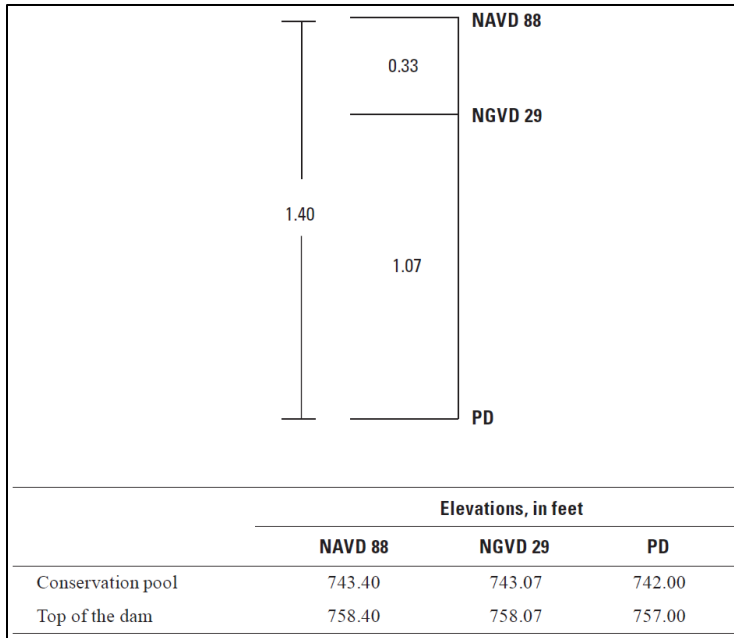 NAVD 88
0.33
NGVD 29
1.40
1.07
PD
Elevations, in feet
NAVD 88 NGVD 29 PD
Conservation pool 743.40 743.07 742.00
Top of the dam 758.40 758.07 757.00